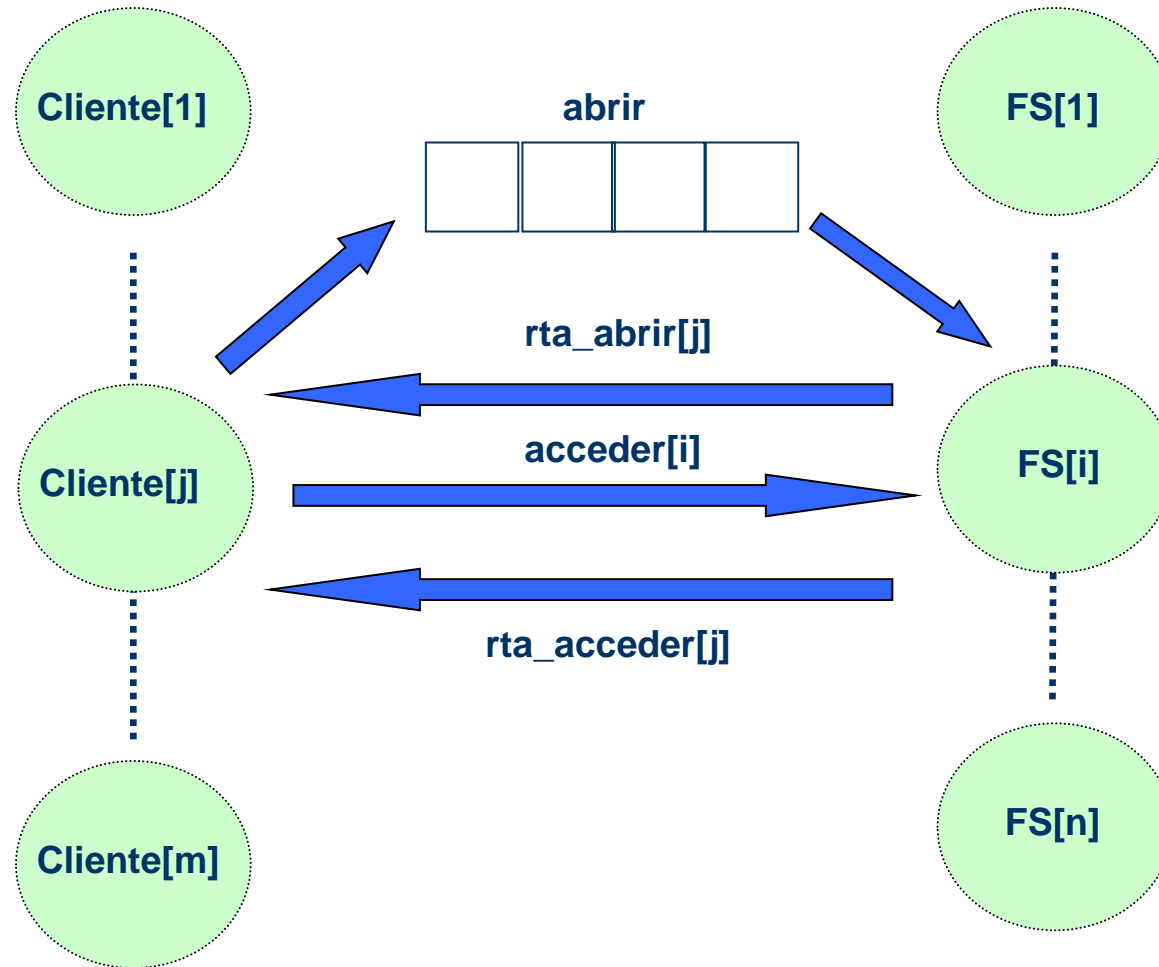 Cliente[1]
abrir
FS[1]
rta_abrir[j]
acceder[i]
Cliente[j]
FS[i]
rta_acceder[j]
Cliente[m]
FS[n]